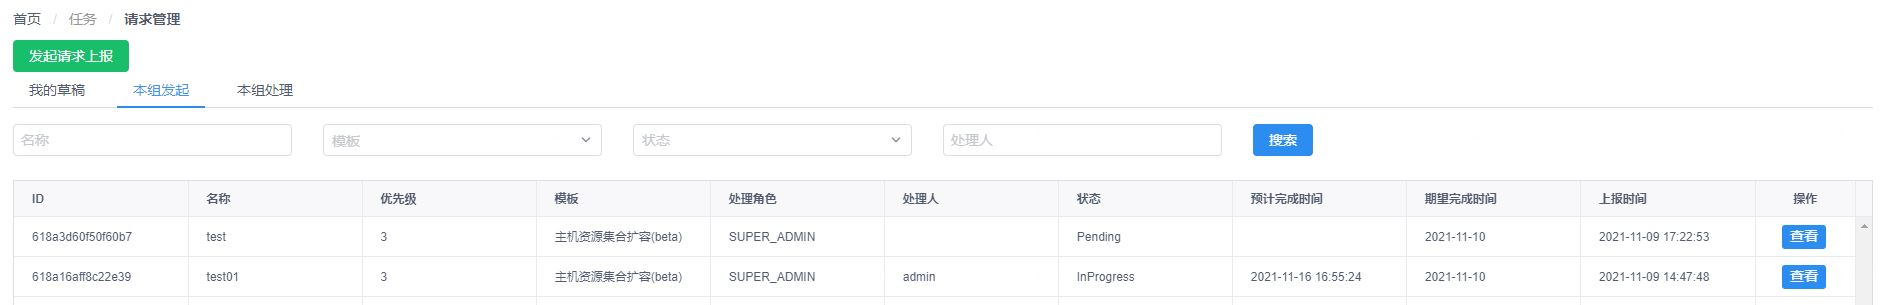 首页 / 任务 / 请求管理
发起请求上报
我的草稿 本组发起 本组处理
名称 模板 状态 处理人 搜索
ID 名称 优先级 模板 处理角色 处理人 状态 预计完成时间 期望完成时间 上报时间 操作
618a3d60f50f60b7 test 3 主机资源集合扩容(beta) SUPER_ADMIN Pending 2021-11-10 2021-11-09 17:22:53 查看
618a16aff8c22e39 test01 3 主机资源集合扩容(beta) SUPER_ADMIN admin InProgress 2021-11-16 16:55:24 2021-11-10 2021-11-09 14:47:48 查看